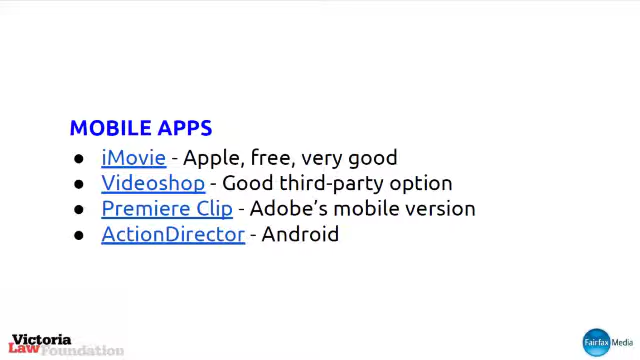 MOBILE APPS
● iMovie - Apple, free, very good
● Videoshop - Good third-party option
● Premiere Clip - Adobe's mobile version
● ActionDirector - Android
Victoria
Law Foundation
Fairfax Media